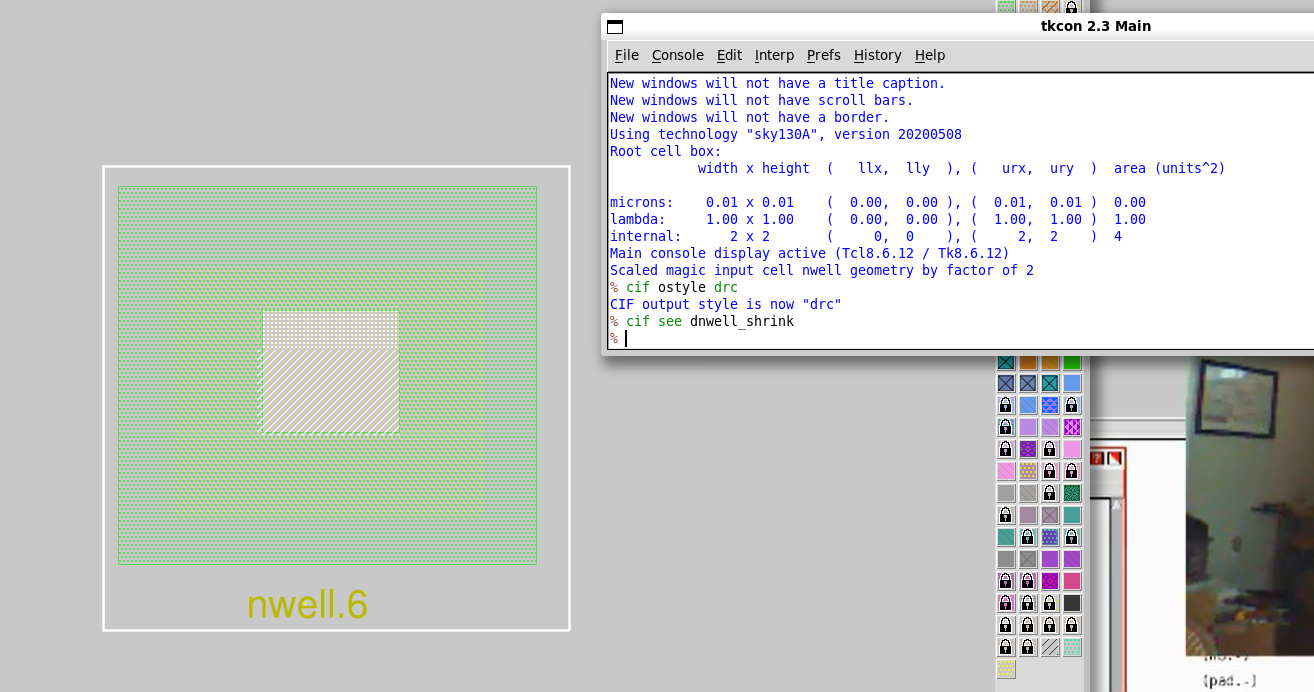 tkcon 2.3 Main
File Console Edit Interp Prefs History Help
New windows will not have a title caption.
New windows will not have scroll bars.
New windows will not have a border.
Using technology "sky130A", version 20200508
Root cell box:
width x height ( llx, lly ), ( urx, ury ) area (units^2)
microns: 0.01 x 0.01 ( 0.00, 0.00 ), ( 0.01, 0.01 ) 0.00
lambda: 1.00 x 1.00 ( 0.00, 0.00 ), ( 1.00, 1.00 ) 1.00
internal: 2 x 2 ( 0, 0 ), ( 2, 2 ) 4
Main console display active (Tcl8.6.12 / Tk8.6.12)
Scaled magic input cell nwell geometry by factor of 2
% cif ostyle drc
CIF output style is now "drc"
% cif see dnwell_shrink
%
nwell.6
(pad.-)